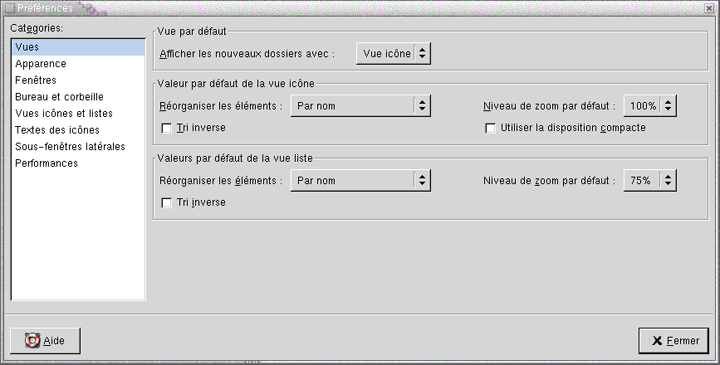 Préférences
Catégories:
Vues
Apparence
Fenêtres
Bureau et corbeille
Vues icônes et listes
Textes des icônes
Sous-fenêtres latérales
Performances
Vue par défaut
Afficher les nouveaux dossiers avec : Vue icône
Valeur par défaut de la vue icône
Réorganiser les éléments : Par nom Niveau de zoom par défaut : 100%
Tri inverse Utiliser la disposition compacte
Valeurs par défaut de la vue liste
Réorganiser les éléments : Par nom Niveau de zoom par défaut : 75%
Tri inverse
Aide Fermer